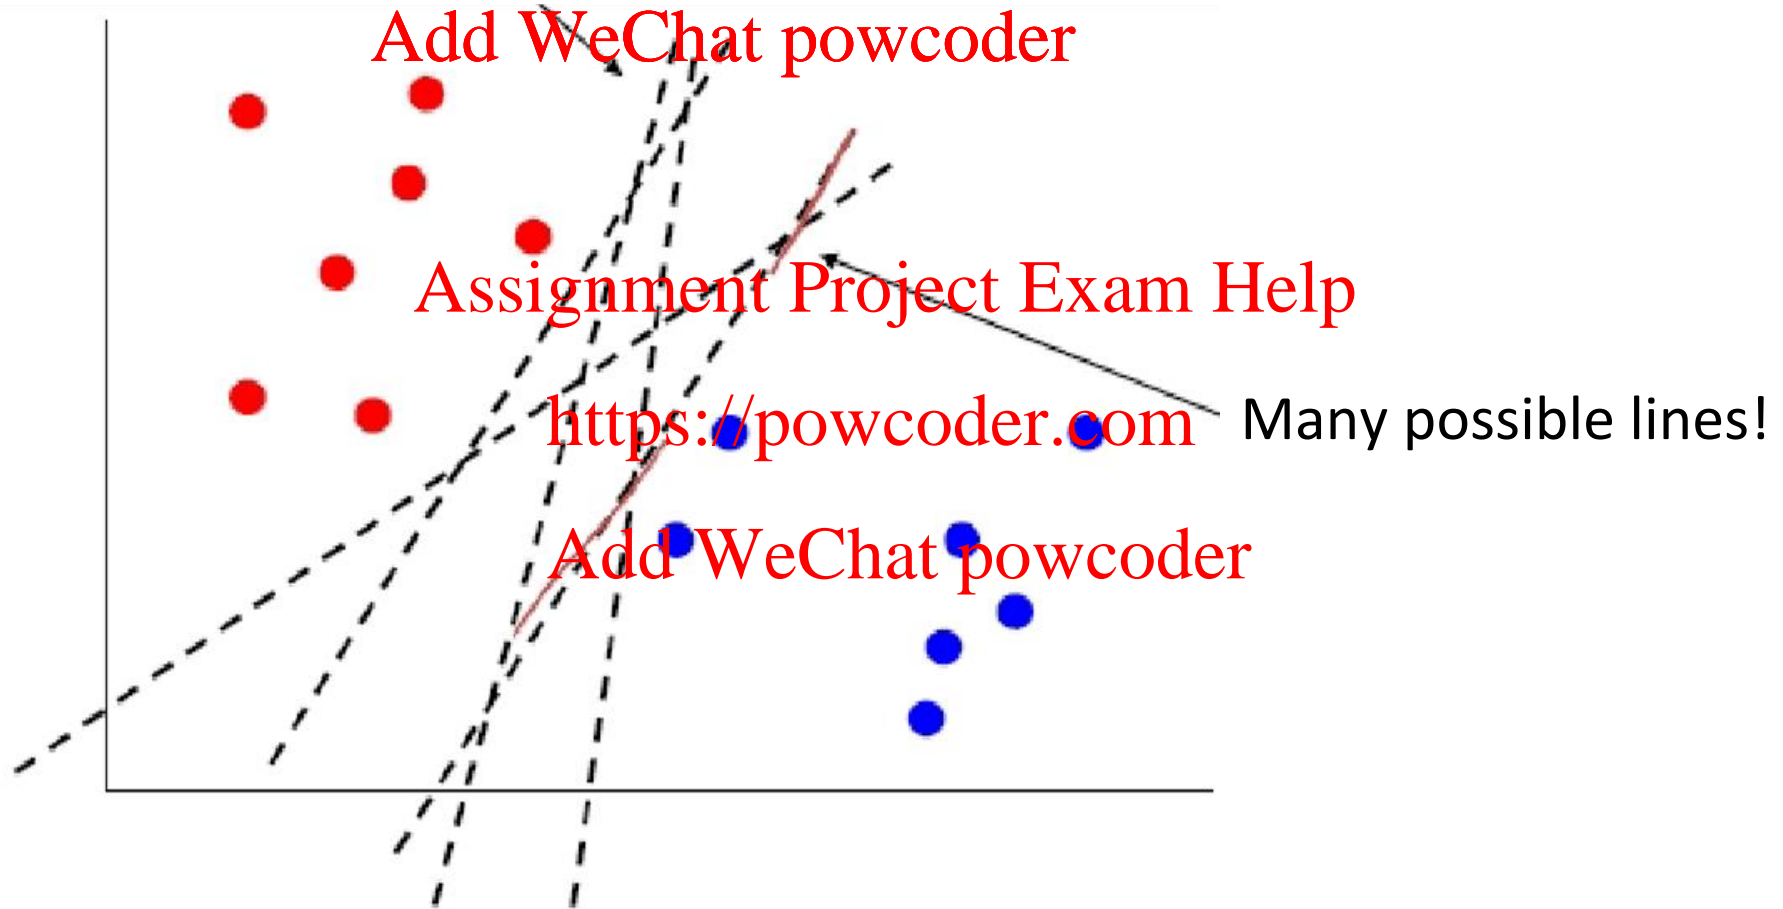 Add WeChat powcoder
Assignment Project Exam Help
https://powcoder.com
Many possible lines!
Add WeChat powcoder